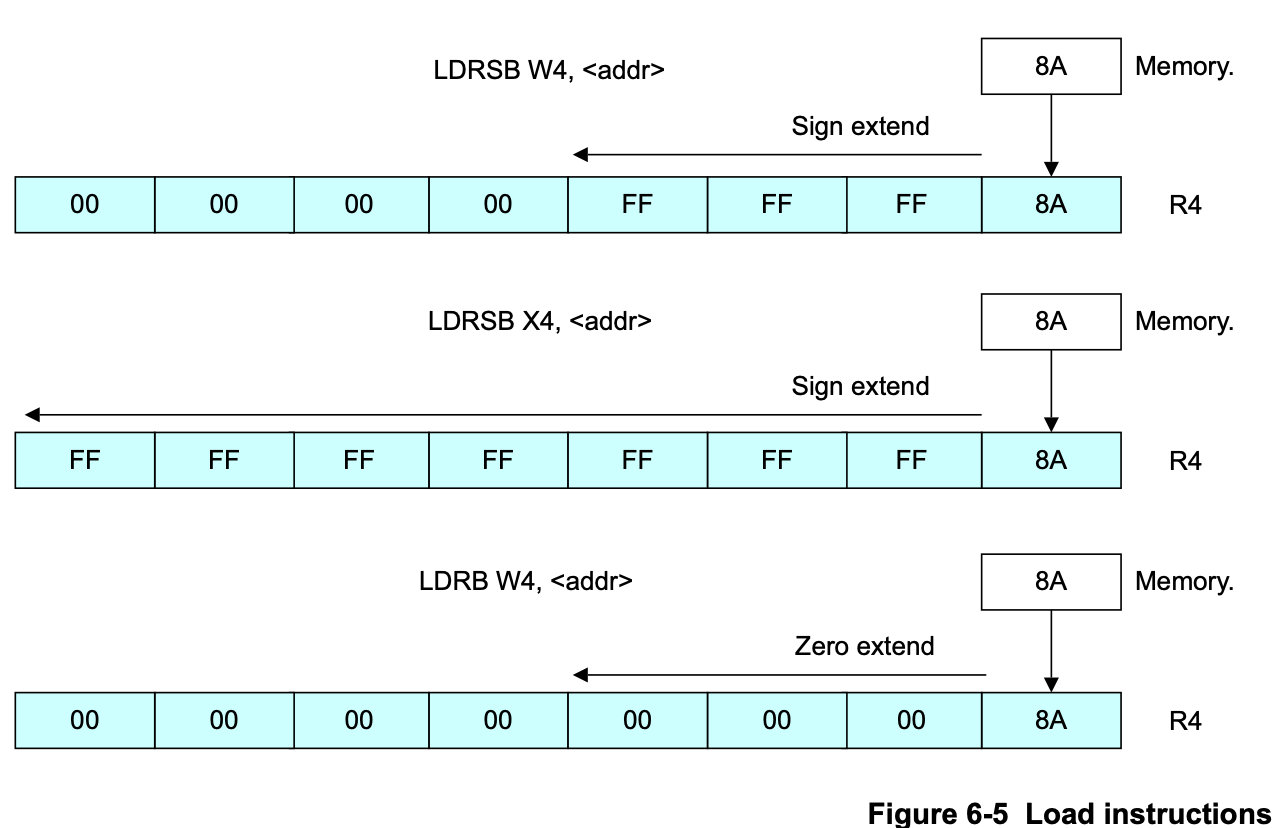 LDRSB W4, <addr>
8A Memory.
Sign extend
00 00 00 00 FF FF FF 8A R4
LDRSB X4, <addr>
8A Memory.
Sign extend
FF FF FF FF FF FF FF 8A R4
LDRB W4, <addr>
8A Memory.
Zero extend
00 00 00 00 00 00 00 8A R4
Figure 6-5 Load instructions